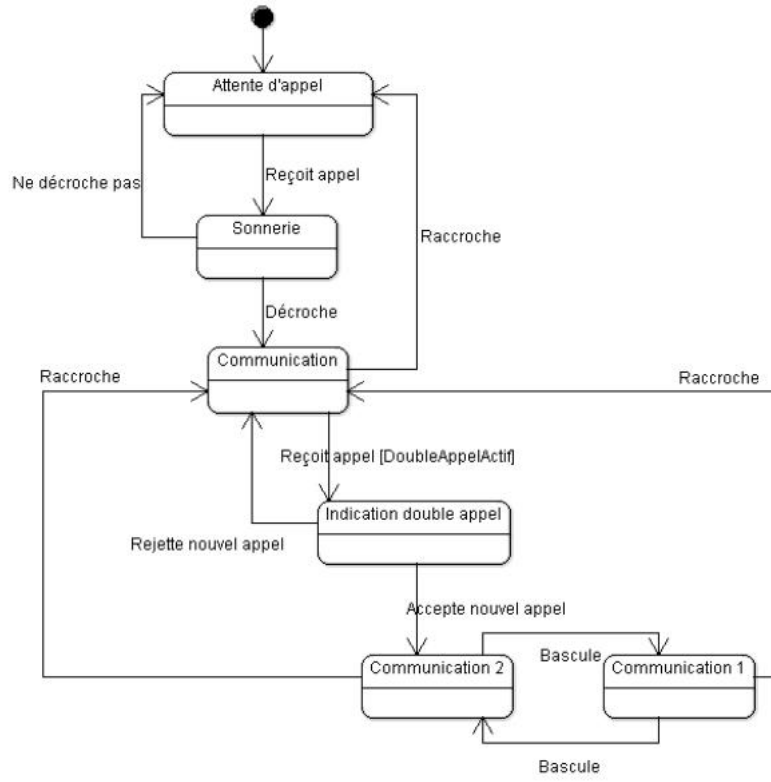 Attente d'appel
Reçoit appel
Ne décroche pas
Sonnerie
Raccroche
Décroche
Communication
Raccroche
Raccroche
Reçoit appel [DoubleAppelActif]
Indication double appel
Rejette nouvel appel
Accepte nouvel appel
Communication 2
Bascule
Communication 1
Bascule